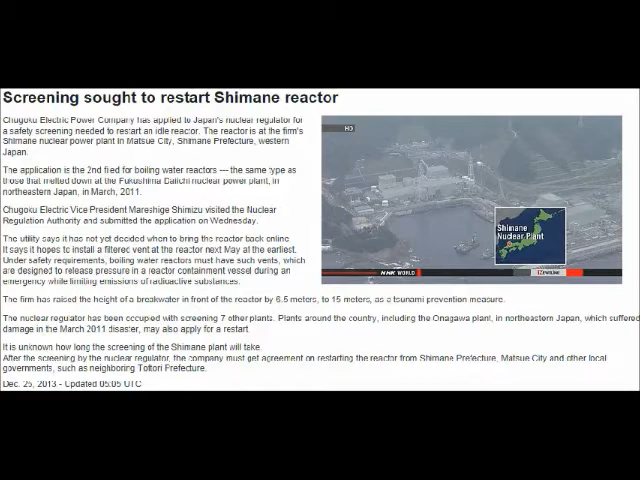 Screening sought to restart Shimane reactor
Chugoku Electric Power Company has applied to Japan's nuclear regulator for
a safety screening needed to restart an idle reactor. The reactor is at the firm's
Shimane nuclear power plant in Matsue City, Shimane Prefecture, western
Japan.
The application is the 2nd filed for boiling water reactors --- the same type as
those that melted down at the Fukushima Daiichi nuclear power plant, in
northeastern Japan, in March, 2011.
Chugoku Electric Vice President Mareshige Shimizu visited the Nuclear
Regulation Authority and submitted the application on Wednesday.
The utility says it has not yet decided when to bring the reactor back online.
It says it hopes to install a filtered vent at the reactor next May at the earliest.
Under safety requirements, boiling water reactors must have such vents, which
are designed to release pressure in a reactor containment vessel during an
emergency while limiting emissions of radioactive substances.
HD
Shimane
Nuclear Plant
NHK WORLD
NEWSLINE
The firm has raised the height of a breakwater in front of the reactor by 6.5 meters, to 15 meters, as a tsunami prevention measure.
The nuclear regulator has been occupied with screening 7 other plants. Plants around the country, including the Onagawa plant, in northeastern Japan, which suffered
damage in the March 2011 disaster, may also apply for a restart.
It is unknown how long the screening of the Shimane plant will take.
After the screening by the nuclear regulator, the company must get agreement on restarting the reactor from Shimane Prefecture, Matsue City and other local
governments, such as neighboring Tottori Prefecture.
Dec. 25, 2013 - Updated 05:05 UTC